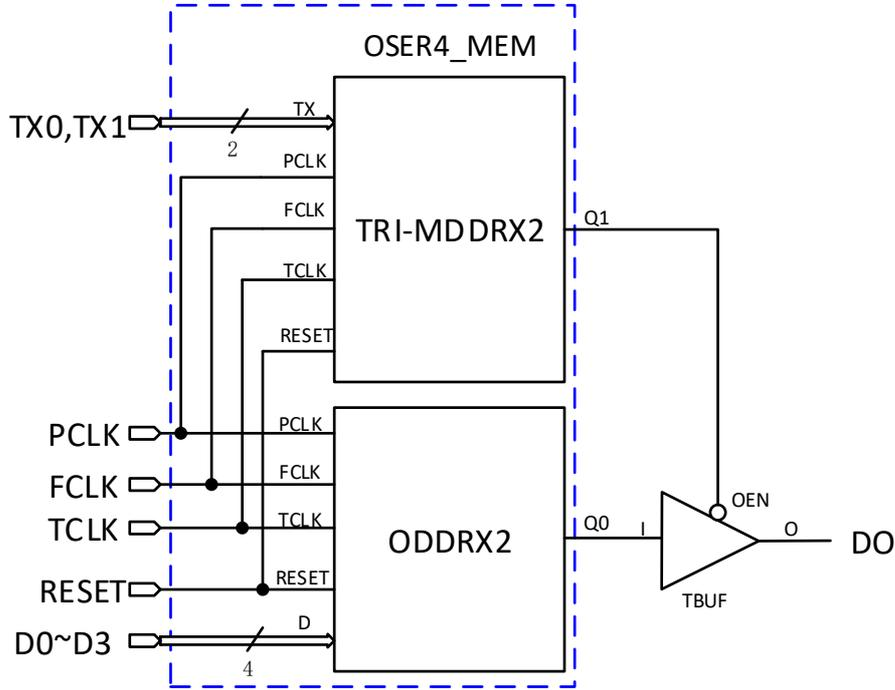 OSER4_MEM
TX0,TX1
TX
2
PCLK
FCLK
TRI-MDDRX2
Q1
TCLK
RESET
PCLK
PCLK
FCLK
FCLK
OEN
TCLK
TCLK
ODDRX2
Q0
I
O
DO
RESET
RESET
TBUF
D0~D3
D
4